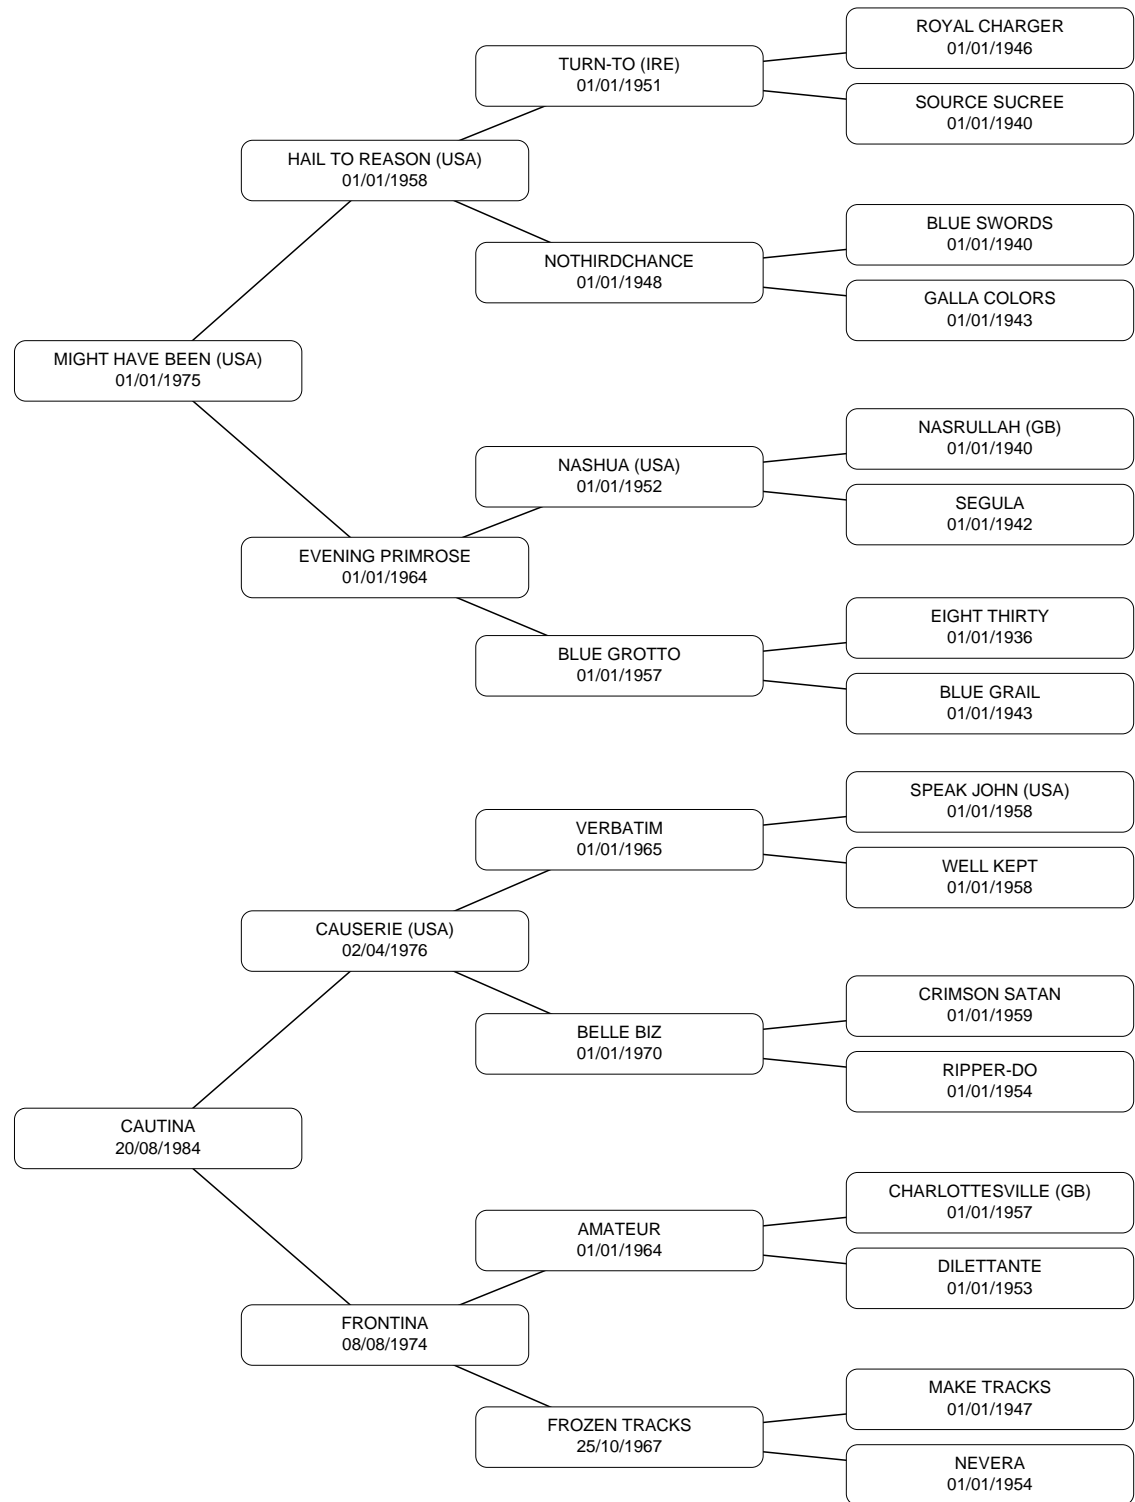 ROYAL CHARGER
01/01/1946
TURN-TO (IRE)
01/01/1951
SOURCE SUCREE
01/01/1940
HAIL TO REASON (USA)
01/01/1958
BLUE SWORDS
01/01/1940
NOTHIRDCHANCE
01/01/1948
GALLA COLORS
01/01/1943
MIGHT HAVE BEEN (USA)
01/01/1975
NASRULLAH (GB)
01/01/1940
NASHUA (USA)
01/01/1952
SEGULA
01/01/1942
EVENING PRIMROSE
01/01/1964
EIGHT THIRTY
01/01/1936
BLUE GROTTO
01/01/1957
BLUE GRAIL
01/01/1943
SPEAK JOHN (USA)
01/01/1958
VERBATIM
01/01/1965
WELL KEPT
01/01/1958
CAUSERIE (USA)
02/04/1976
CRIMSON SATAN
01/01/1959
BELLE BIZ
01/01/1970
RIPPER-DO
01/01/1954
CAUTINA
20/08/1984
CHARLOTTESVILLE (GB)
01/01/1957
AMATEUR
01/01/1964
DILETTANTE
01/01/1953
FRONTINA
08/08/1974
MAKE TRACKS
01/01/1947
FROZEN TRACKS
25/10/1967
NEVERA
01/01/1954